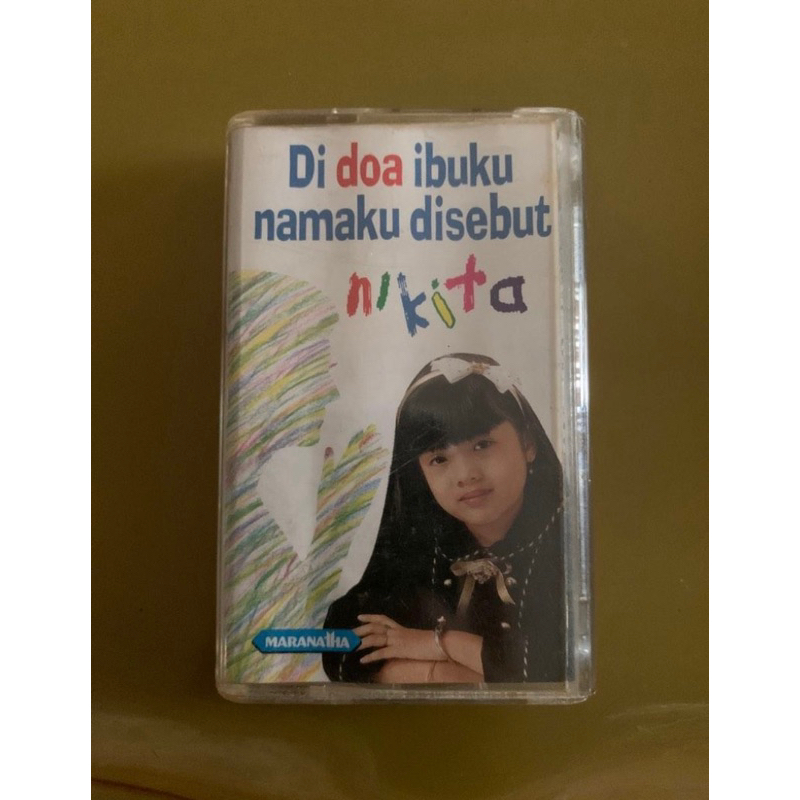 Di doa ibuku
namaku disebut
nikita
MARANATHA